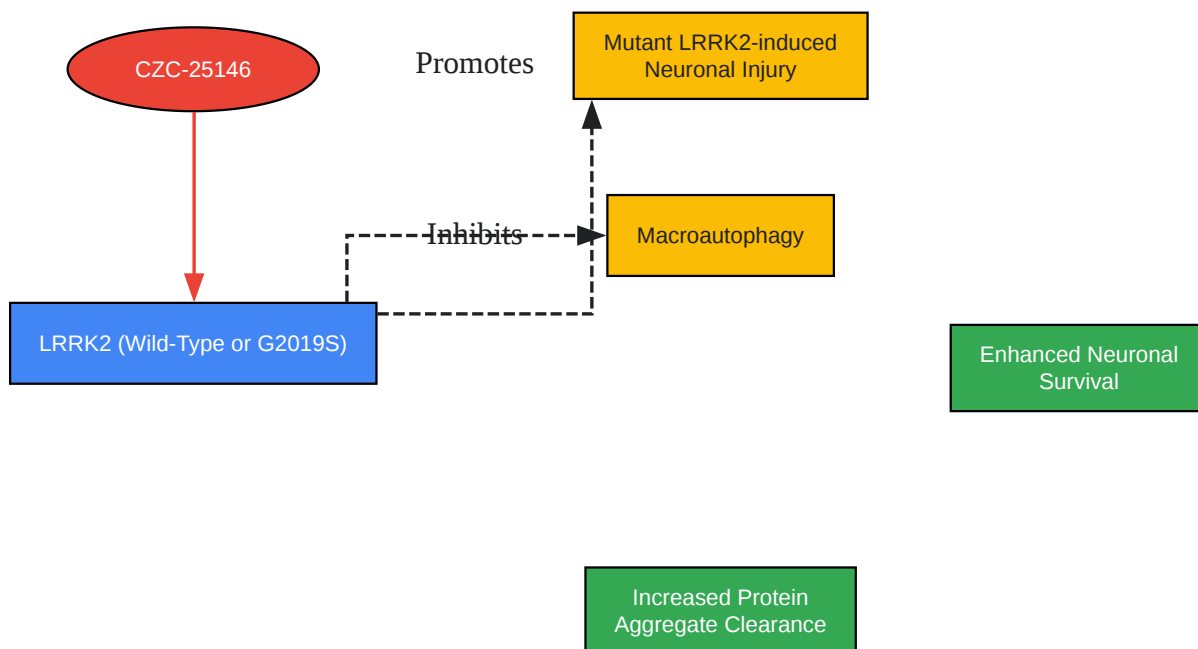 CZC-25146
Promotes
Mutant LRRK2-induced
Neuronal Injury
Inhibits
Macroautophagy
LRRK2 (Wild-Type or G2019S)
Enhanced Neuronal
Survival
Increased Protein
Aggregate Clearance